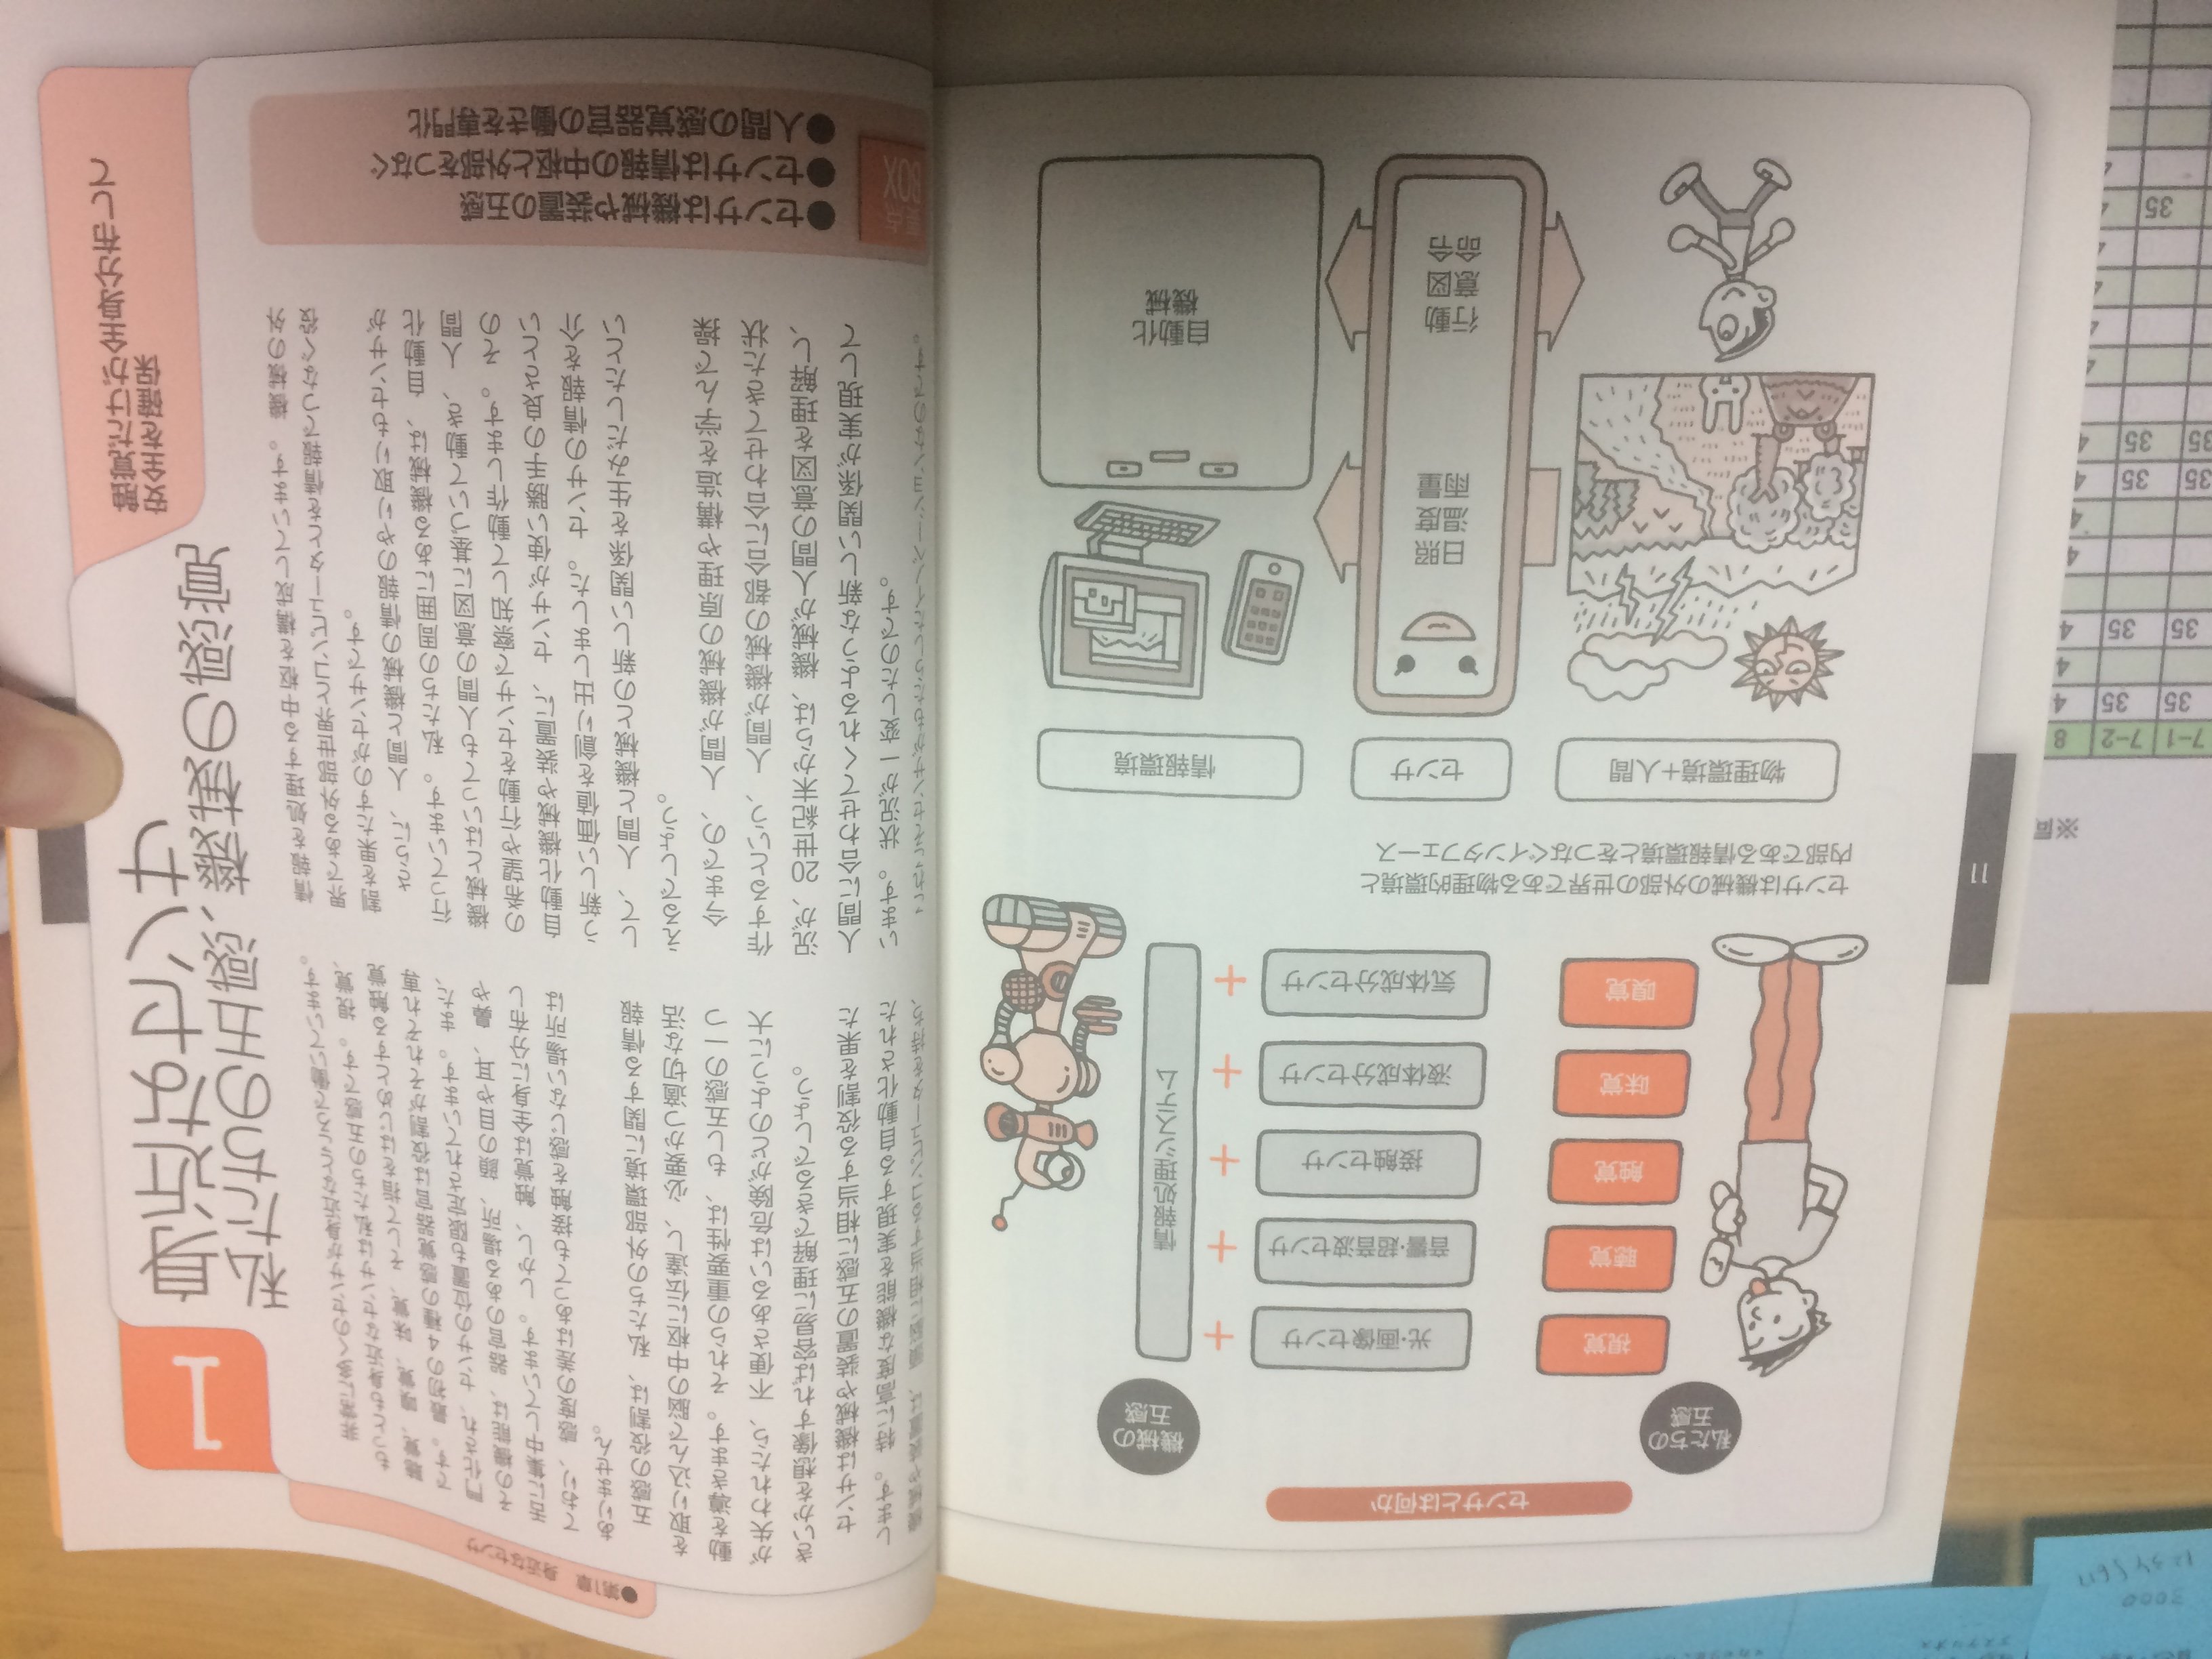 ●第1章　身近なセンサ
1
身近なセンサ
私たちの五感、機械の感覚
触覚だけが全身分布して
安全を確保
非常に多くのセンサが身近なところで働いています。
もっとも身近なセンサは私たちの五感です。視覚、
聴覚、嗅覚、味覚、そして指をはじめとする触覚
です。最初の4種の感覚器官は役割がそれぞれ専
門化され、センサの位置も限定されています。また、
その機能は、器官のある場所、顔の目や耳、鼻や
舌に集中しています。しかし、触覚は全身に分布し
ており、感度の差はあっても接触を感じない場所は
ありません。
五感の役割は、私たちの外部環境に関する情報
を取り込んで脳の中枢に伝達し、必要かつ適切な活
動を導きます。それらの重要性は、もし五感の一つ
が失われたら、不便さあるいは危険がどのように大
きいかを想像すれば容易に理解できるでしょう。
センサは機械や装置の五感に相当する役割を果た
します。特に高度な機能を実現する自動化された
機械や装置は、頭脳に相当するコンピュータを持ち、
情報を処理する中枢を構成しています。機械の外
界である外部世界とコンピュータとを情報でつなぐ役
割を果たすのがセンサです。
さらに、人間と機械の情報のやり取りもセンサが
行っています。私たちの周囲にある機械は、自動化
機械とはいっても人間の意図に基づいて動き、人間
の希望や行動をセンサで察知して動作します。その
自動化機械や装置に、センサが使い勝手の良さとい
う新しい価値を創り出しました。センサの情報を介
して、人間と機械との新しい関係を生みだしたとい
えるでしょう。
今までの、人間が機械の原理や構造を学んで操
作するという、人間が機械の都合に合わせてきた状
況が、20世紀末からは、機械が人間の意図を理解し、
人間に合わせてくれるような新しい関係が実現して
います。状況が一変したのです。
これこそセンサがもたらしたイノベーションなのです。
要点
BOX
●センサは機械や装置の五感
●センサは情報の中枢と外部をつなぐ
●人間の感覚器官の働きを専門化
センサとは何か
私たちの
五感
機械の
五感
視覚
光・画像センサ
+
聴覚
音響・超音波センサ
+
触覚
接触センサ
+
味覚
液体成分センサ
+
嗅覚
気体成分センサ
+
情報処理システム
センサは機械の外部の世界である物理的環境と
内部である情報環境とをつなぐインタフェース
物理環境+人間
センサ
情報環境
日照
温度
雨量
行動
意図
命令
自動化
機械
11
3000
※同
7-1 7-2 8
35 35 4
4
35 35 4
4
4
35 35 4
35 35 4
35